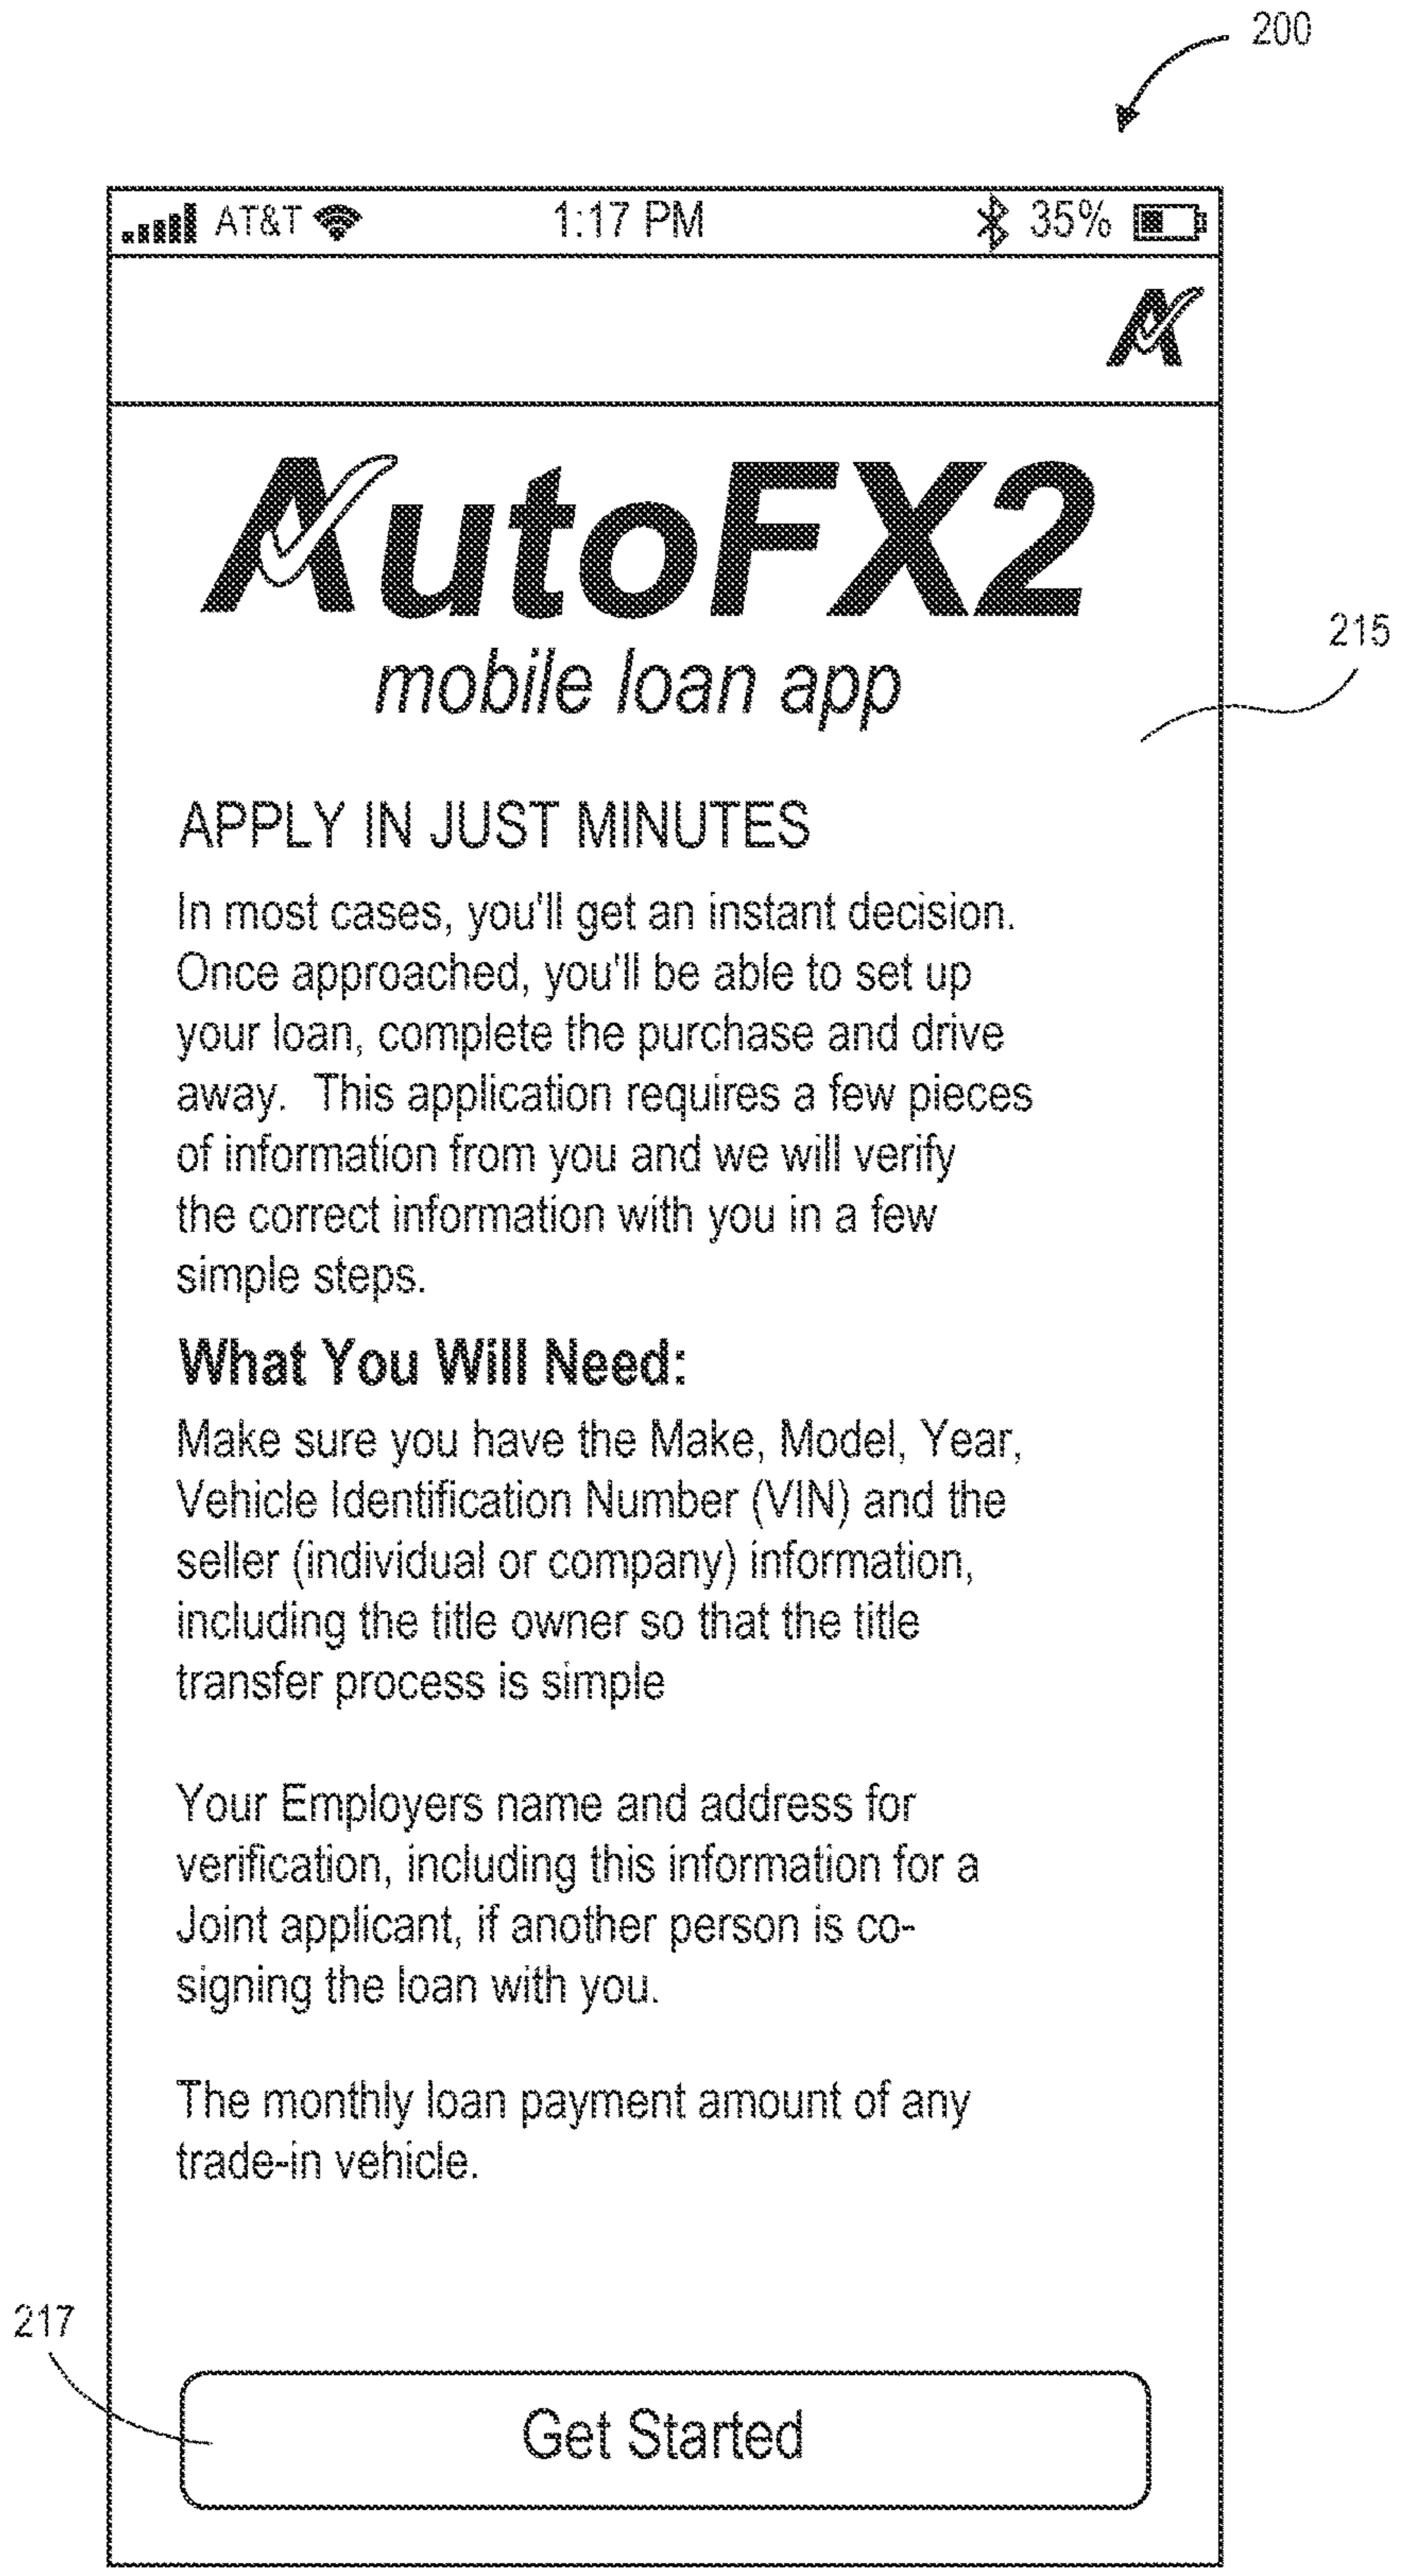 200
AT&T 1:17 PM 35%
AutoFX2
mobile loan app
215
APPLY IN JUST MINUTES
In most cases, you'll get an instant decision.
Once approached, you'll be able to set up
your loan, complete the purchase and drive
away. This application requires a few pieces
of information from you and we will verify
the correct information with you in a few
simple steps.
What You Will Need:
Make sure you have the Make, Model, Year,
Vehicle Identification Number (VIN) and the
seller (individual or company) information,
including the title owner so that the title
transfer process is simple
Your Employers name and address for
verification, including this information for a
Joint applicant, if another person is co-
signing the loan with you.
The monthly loan payment amount of any
trade-in vehicle.
217
Get Started